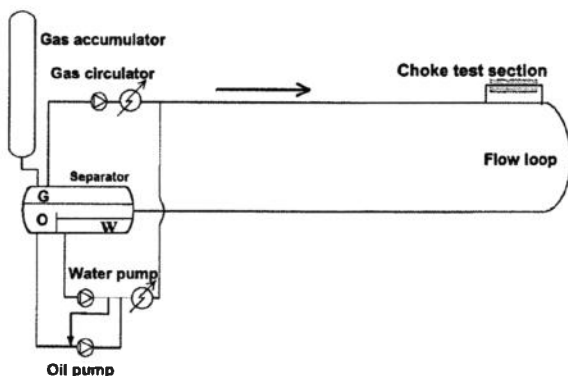 Gas accumulator
Gas circulator
Choke test section
Flow loop
Separator
G
O
W
Water pump
Oil pump